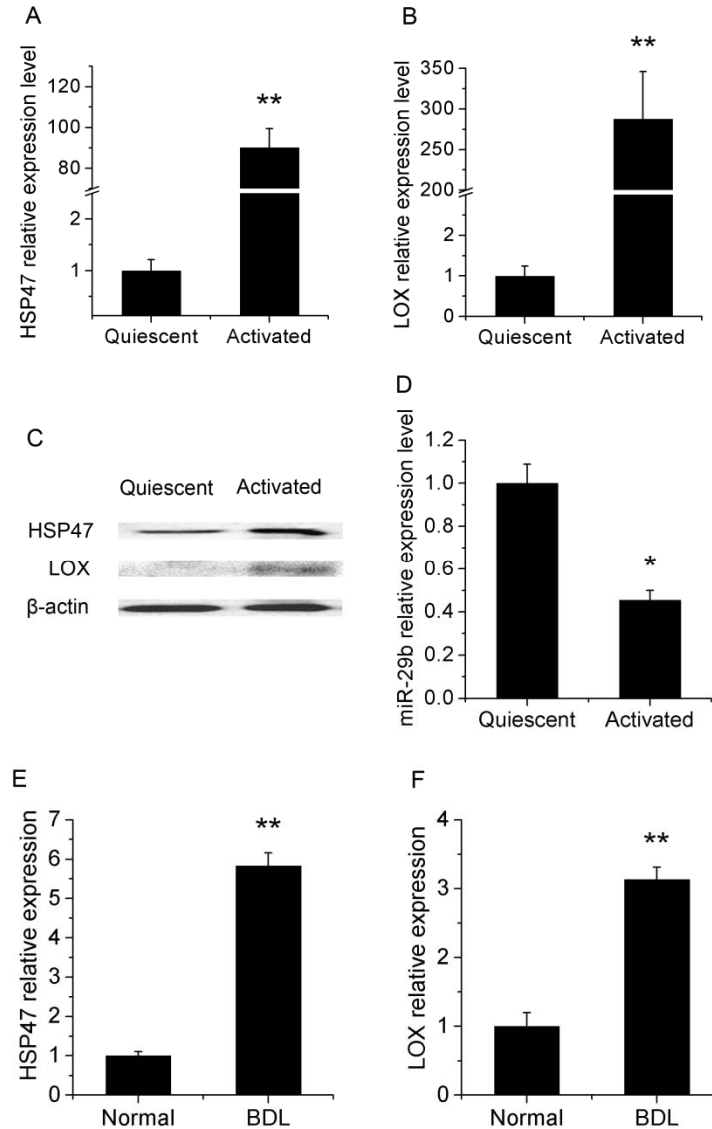 A
HSP47 relative expression level
120
100
80
2
1
**
Quiescent Activated
B
LOX relative expression level
350
300
250
200
2
1
0
**
Quiescent Activated
C
Quiescent Activated
HSP47
LOX
β-actin
D
miR-29b relative expression level
1.2
1.0
0.8
0.6
0.4
0.2
0.0
*
Quiescent Activated
E
HSP47 relative expression
7
6
5
4
3
2
1
0
**
Normal BDL
F
LOX relative expression
4
3
2
1
0
**
Normal BDL